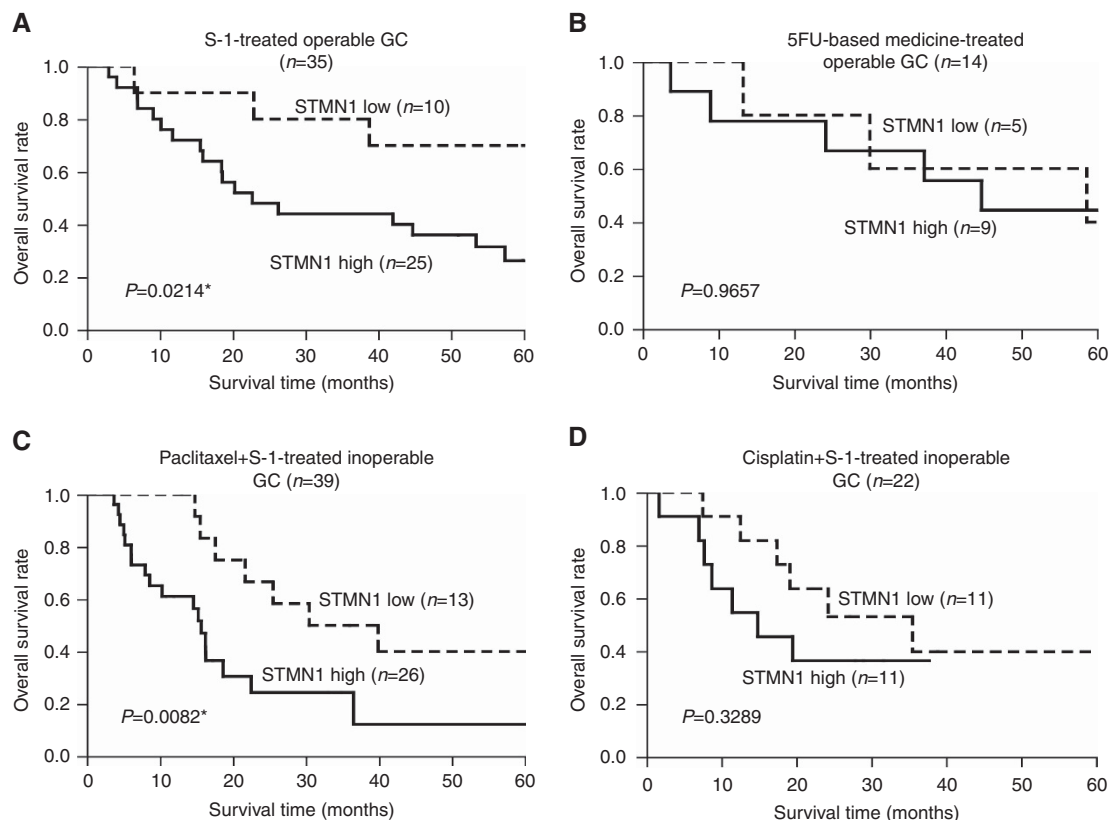 A
S-1-treated operable GC
(n=35)
1.0
0.8
0.6
0.4
0.2
0.0
Overall survival rate
STMN1 low (n=10)
STMN1 high (n=25)
P=0.0214*
0 10 20 30 40 50 60
Survival time (months)
B
5FU-based medicine-treated
operable GC (n=14)
1.0
0.8
0.6
0.4
0.2
0.0
Overall survival rate
STMN1 low (n=5)
STMN1 high (n=9)
P=0.9657
0 10 20 30 40 50 60
Survival time (months)
C
Paclitaxel+S-1-treated inoperable
GC (n=39)
1.0
0.8
0.6
0.4
0.2
0.0
Overall survival rate
STMN1 low (n=13)
STMN1 high (n=26)
P=0.0082*
0 10 20 30 40 50 60
Survival time (months)
D
Cisplatin+S-1-treated inoperable
GC (n=22)
1.0
0.8
0.6
0.4
0.2
0.0
Overall survival rate
STMN1 low (n=11)
STMN1 high (n=11)
P=0.3289
0 10 20 30 40 50 60
Survival time (months)